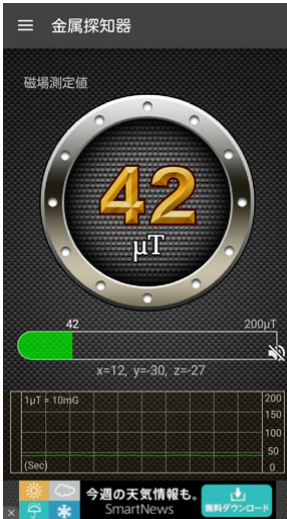 金属探知器
磁場測定値
42
μT
42 200μT
x=12, y=-30, z=-27
1μT = 10mG 200
150
100
50
(Sec) 0
今週の天気情報も。
SmartNews
無料ダウンロード